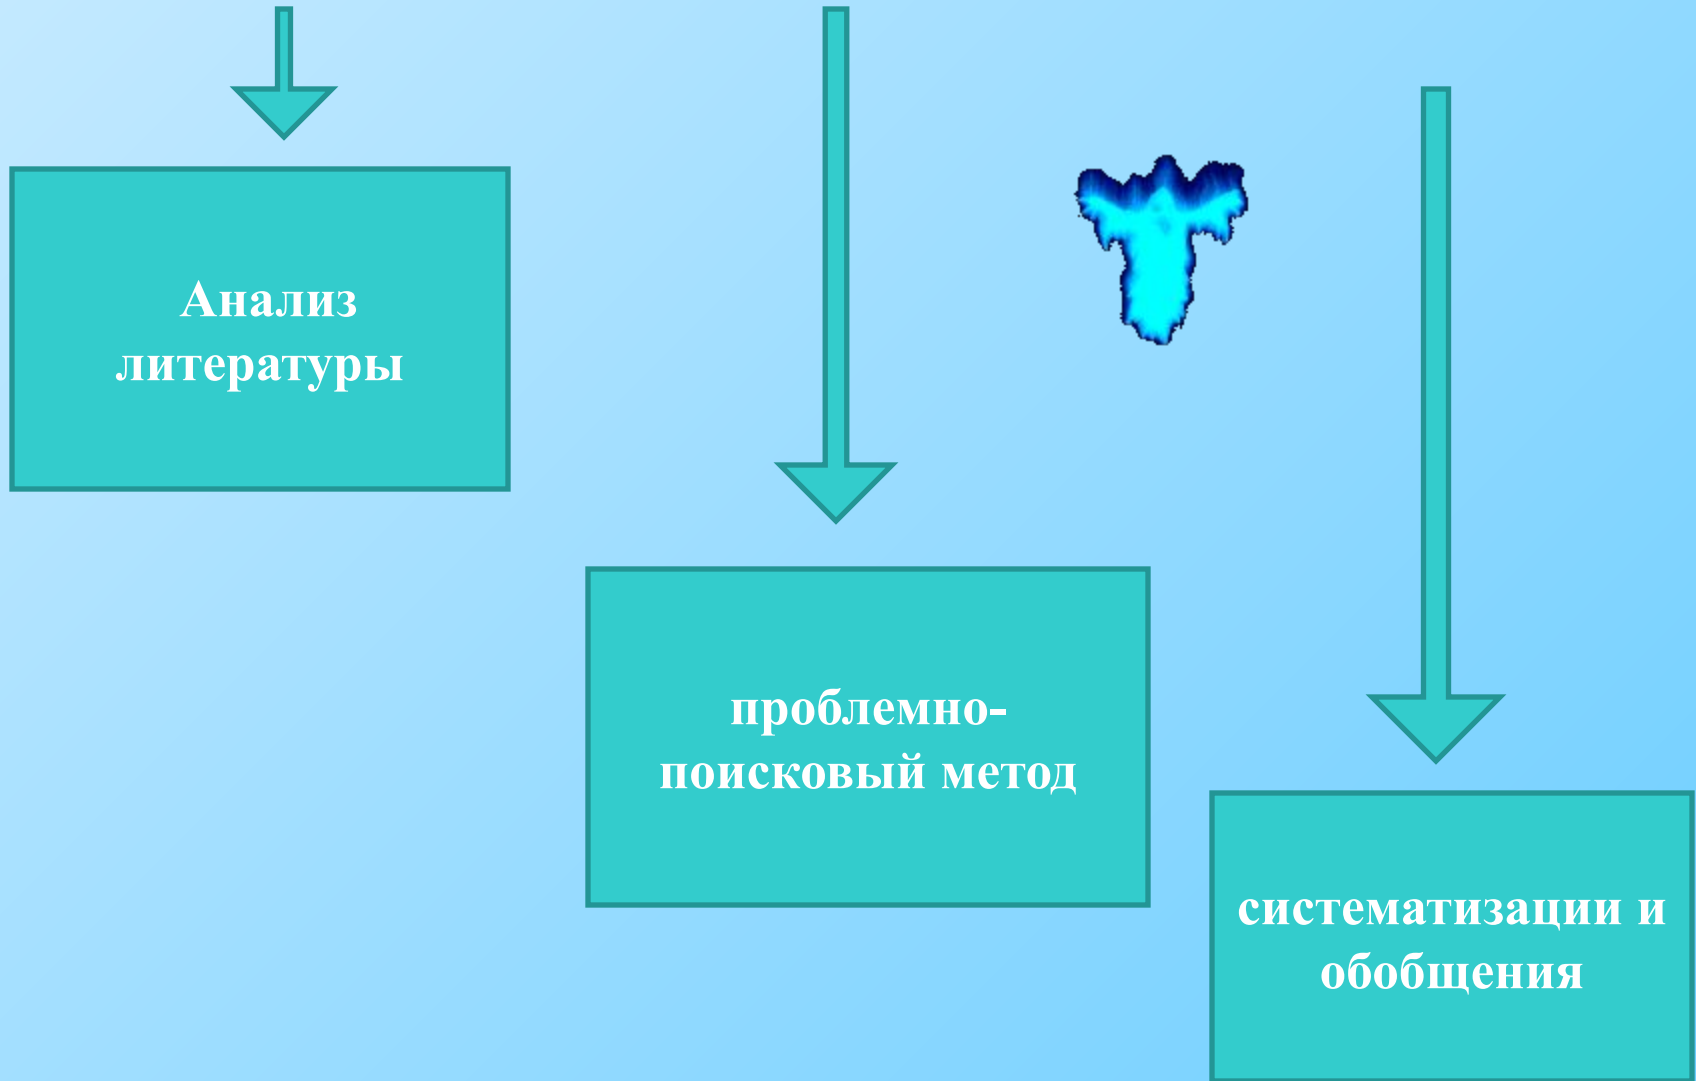 Анализ
литературы
проблемно-
поисковый метод
систематизации и
обобщения